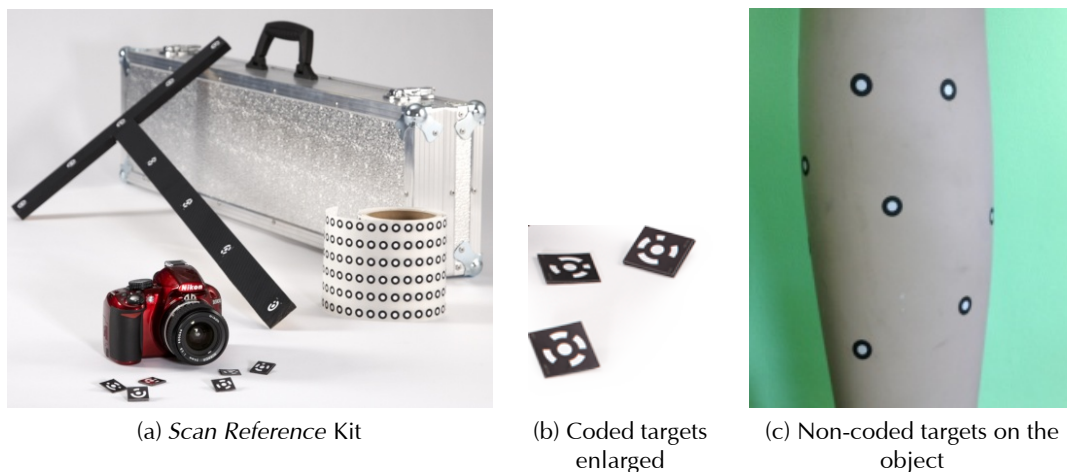 Nikon
(a) Scan Reference Kit
(b) Coded targets
enlarged
(c) Non-coded targets on the
object